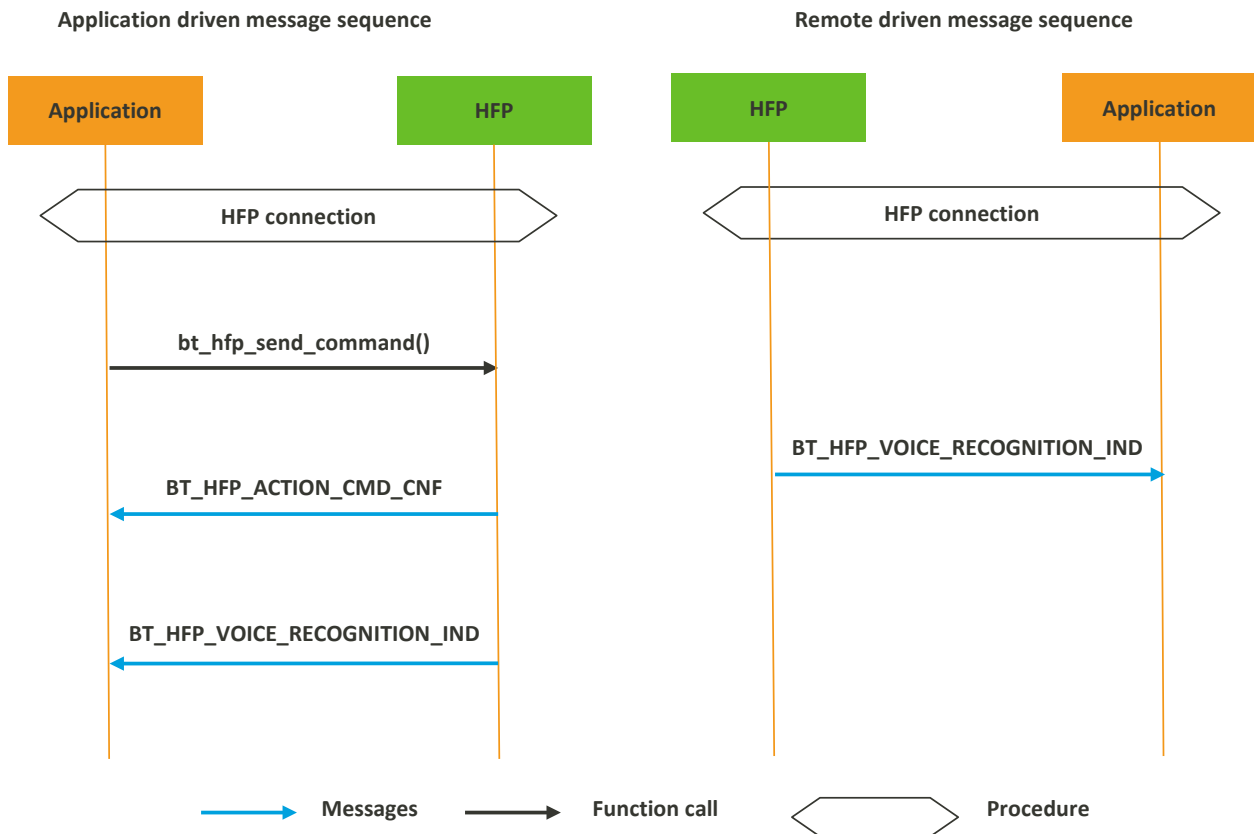 Application driven message sequence
Remote driven message sequence
Application
HFP
HFP
Application
HFP connection
HFP connection
bt_hfp_send_command()
BT_HFP_VOICE_RECOGNITION_IND
BT_HFP_ACTION_CMD_CNF
BT_HFP_VOICE_RECOGNITION_IND
Messages
Function call
Procedure